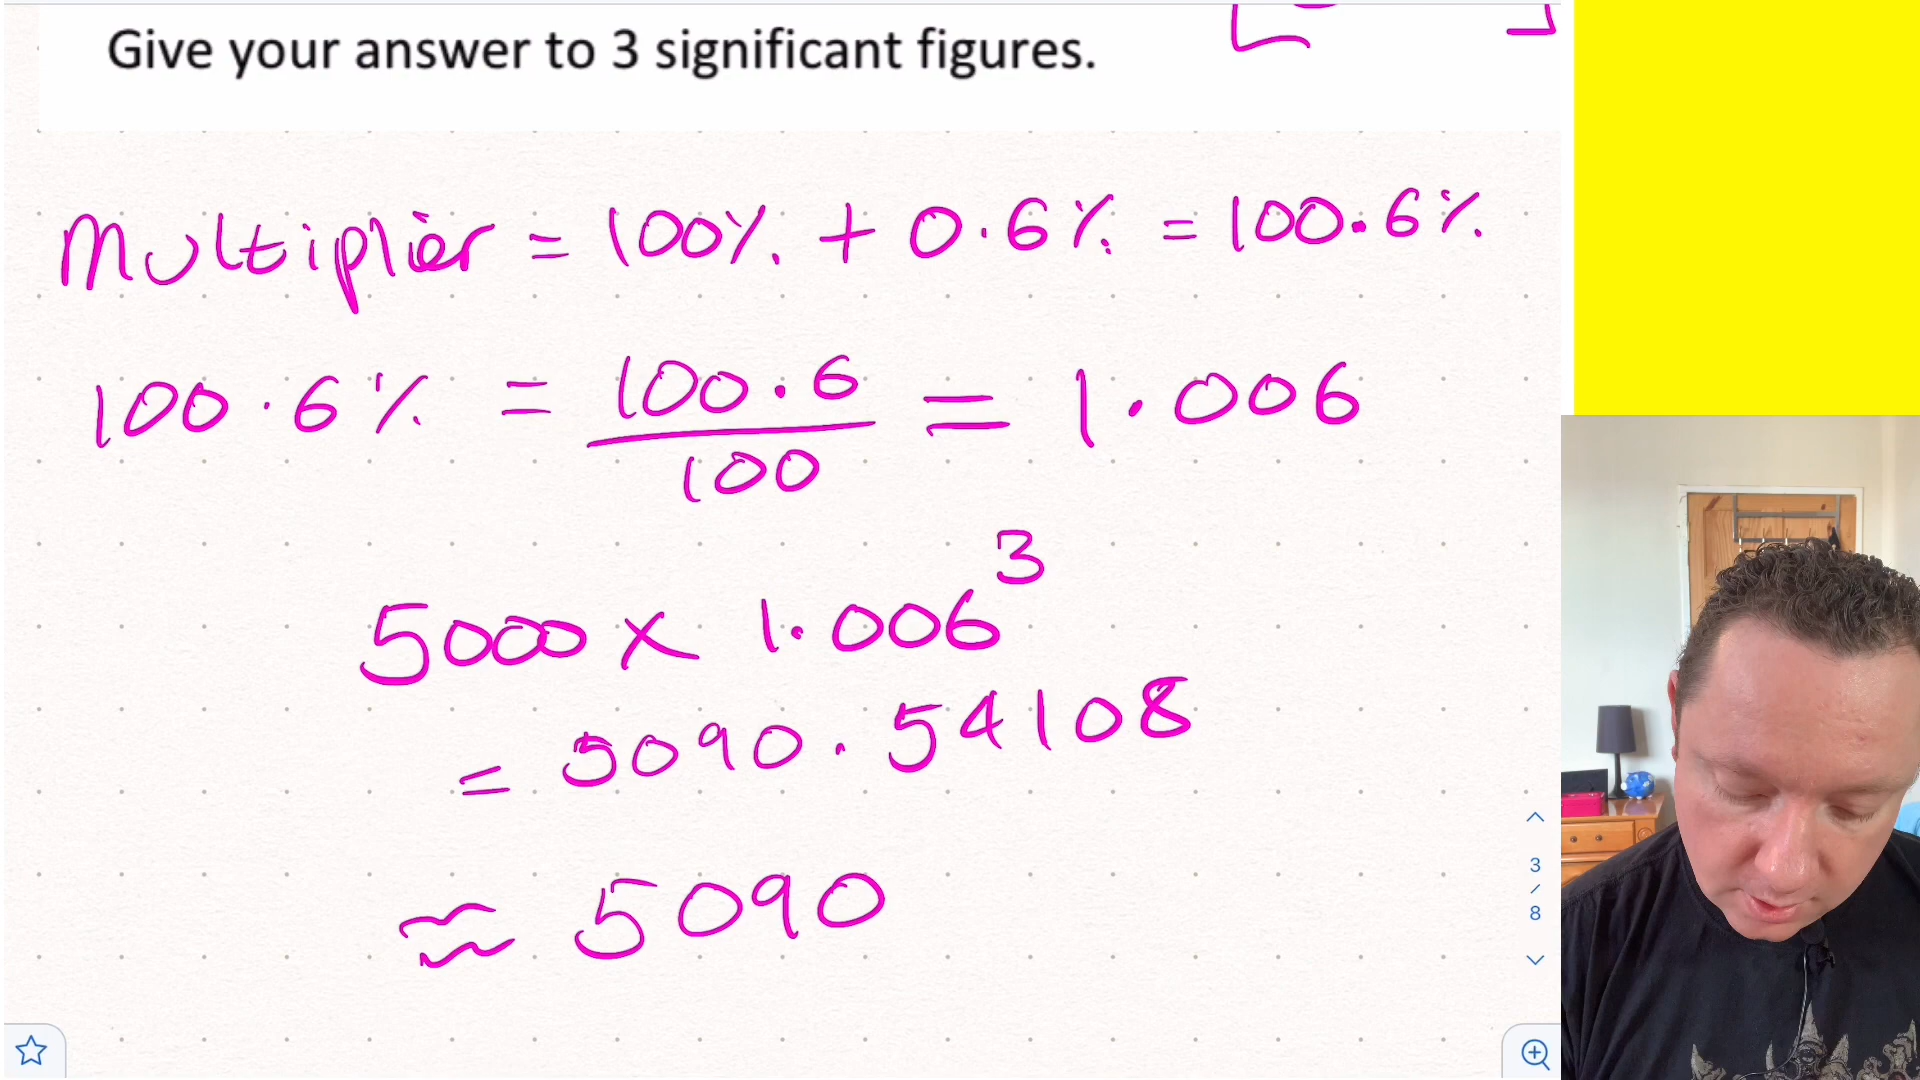 Give your answer to 3 significant figures.
Multiplier = 100% + 0.6% = 100.6%
100.6% = 100.6/100 = 1.006
5000 x 1.006³
= 5090.54108
≈ 5090
3
/
8